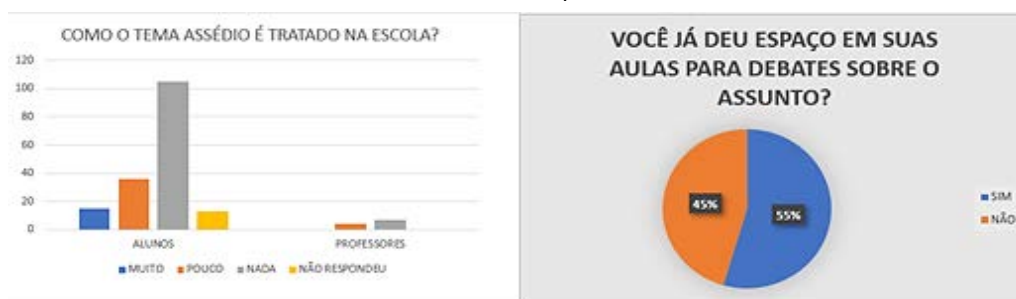 COMO O TEMA ASSÉDIO É TRATADO NA ESCOLA?
120
100
80
60
40
20
0
ALUNOS PROFESSORES
MUITO POUCO NADA NÃO RESPONDEU
VOCÊ JÁ DEU ESPAÇO EM SUAS
AULAS PARA DEBATES SOBRE O
ASSUNTO?
45%
55%
SIM
NÃO